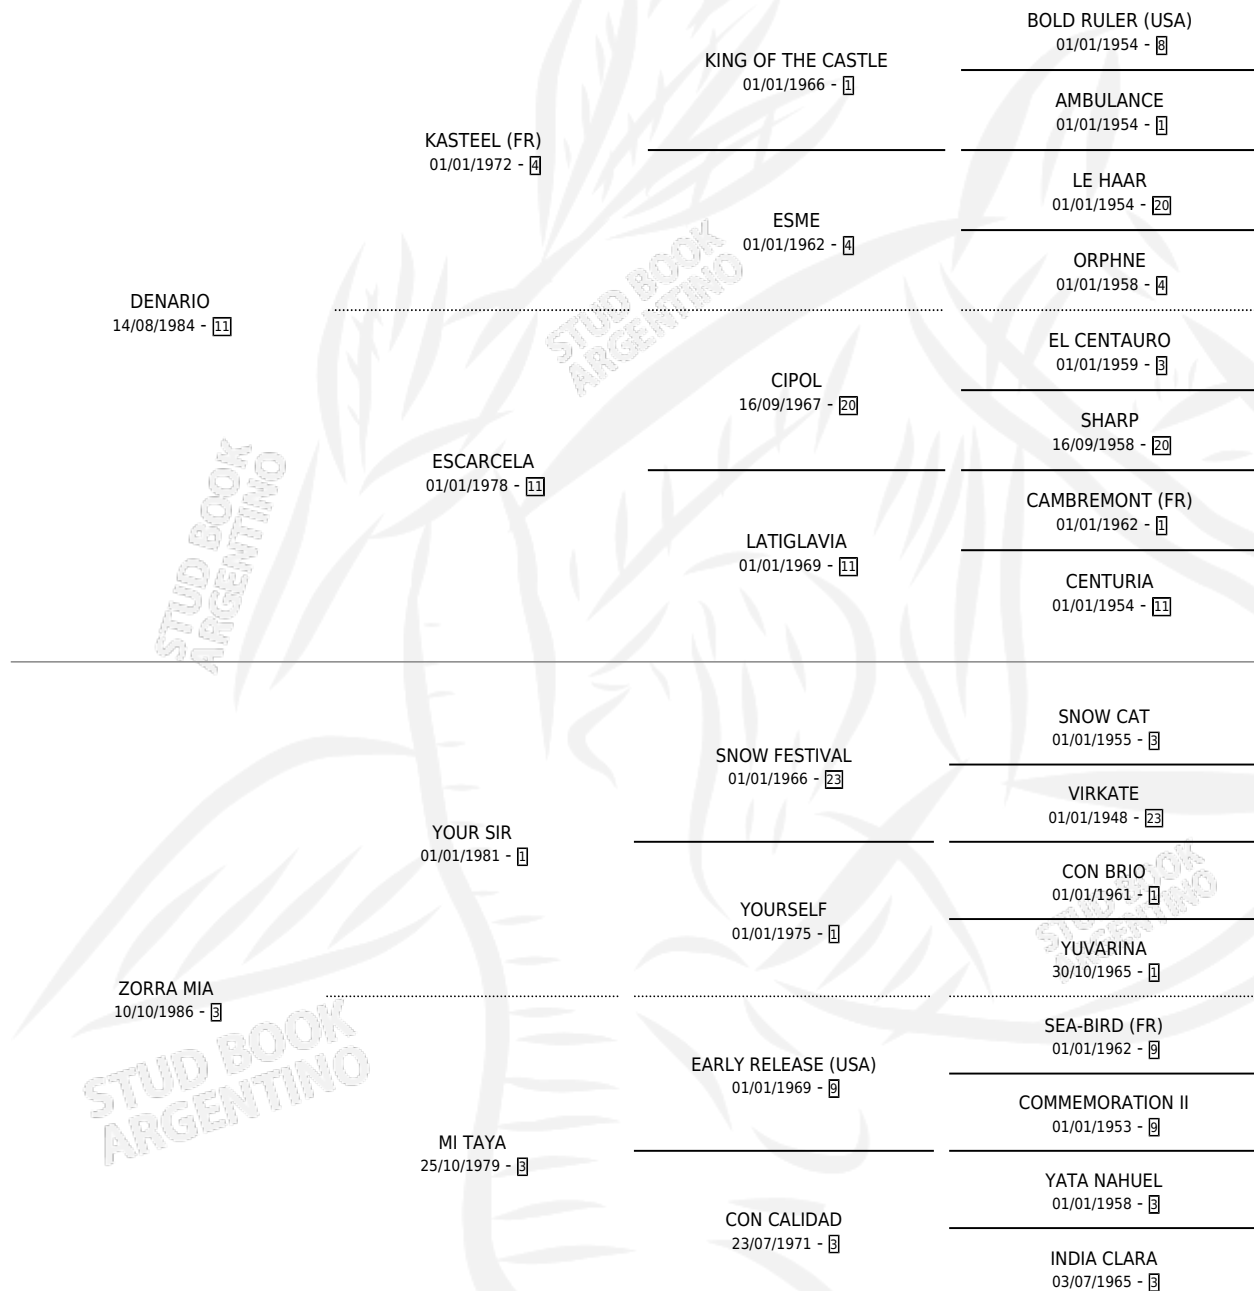 BOLD RULER (USA)
01/01/1954 - 8
KING OF THE CASTLE
01/01/1966 - 1
AMBULANCE
01/01/1954 - 1
KASTEEL (FR)
01/01/1972 - 4
LE HAAR
01/01/1954 - 20
ESME
01/01/1962 - 4
ORPHNE
01/01/1958 - 4
DENARIO
14/08/1984 - 11
EL CENTAURO
01/01/1959 - 3
CIPOL
16/09/1967 - 20
SHARP
16/09/1958 - 20
ESCARCELA
01/01/1978 - 11
CAMBREMONT (FR)
01/01/1962 - 1
LATIGLAVIA
01/01/1969 - 11
CENTURIA
01/01/1954 - 11
SNOW CAT
01/01/1955 - 3
SNOW FESTIVAL
01/01/1966 - 23
VIRKATE
01/01/1948 - 23
YOUR SIR
01/01/1981 - 1
CON BRIO
01/01/1961 - 1
YOURSELF
01/01/1975 - 1
YUVARINA
30/10/1965 - 1
ZORRA MIA
10/10/1986 - 3
SEA-BIRD (FR)
01/01/1962 - 9
EARLY RELEASE (USA)
01/01/1969 - 9
COMMEMORATION II
01/01/1953 - 9
MI TAYA
25/10/1979 - 3
YATA NAHUEL
01/01/1958 - 3
CON CALIDAD
23/07/1971 - 3
INDIA CLARA
03/07/1965 - 3
STUD BOOK
ARGENTINO
STUD BOOK
ARGENTINO
STUD BOOK
ARGENTINO
STUD BOOK
ARGENTINO